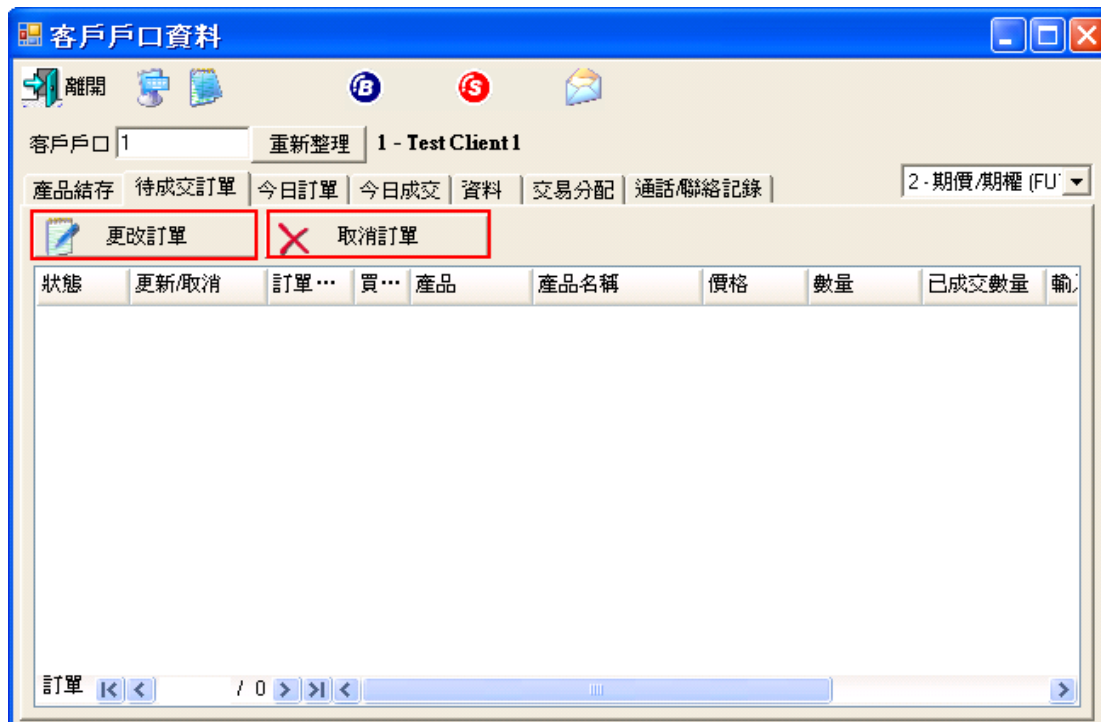 客戶戶口資料
離開 B S
客戶戶口 1 重新整理 1 - Test Client 1
產品結存 待成交訂單 今日訂單 今日成交 資料 交易分配 通話/聯絡記錄 2 - 期價/期權 (FU
更改訂單 取消訂單
狀態 更新/取消 訂單… 買… 產品 產品名稱 價格 數量 已成交數量 輸
訂單 / 0